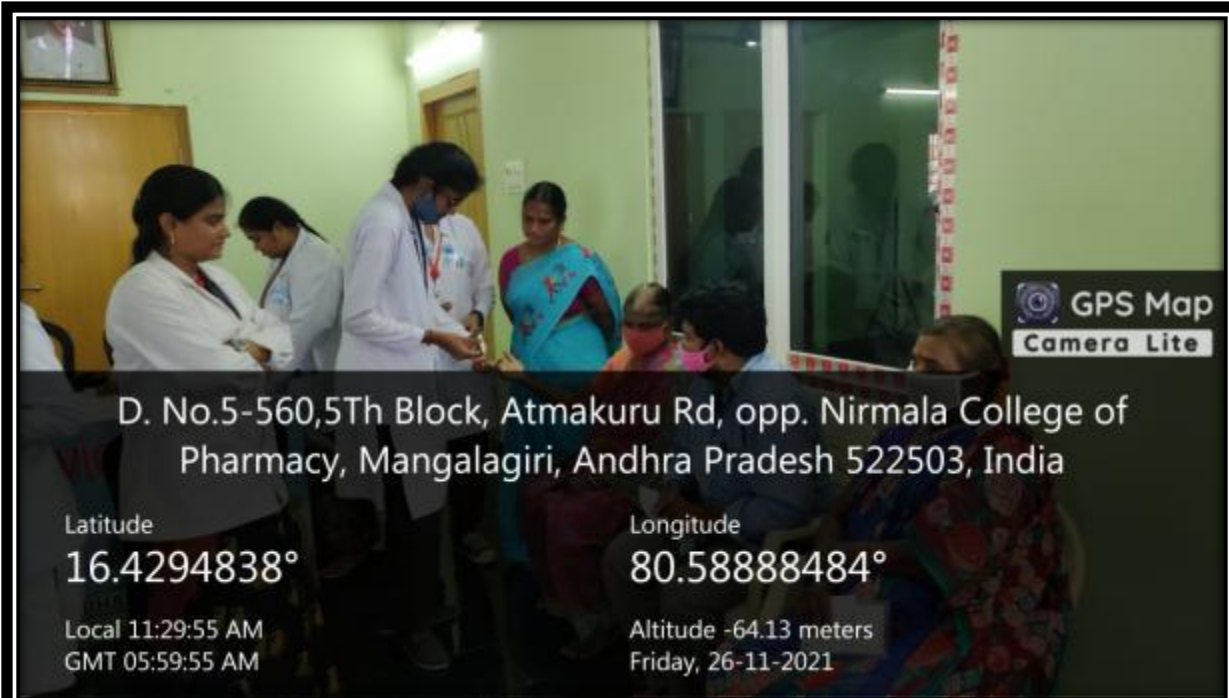 GPS Map
Camera Lite
D. No.5-560,5Th Block, Atmakuru Rd, opp. Nirmala College of
Pharmacy, Mangalagiri, Andhra Pradesh 522503, India
Latitude
16.4294838°
Longitude
80.58888484°
Local 11:29:55 AM
GMT 05:59:55 AM
Altitude -64.13 meters
Friday, 26-11-2021